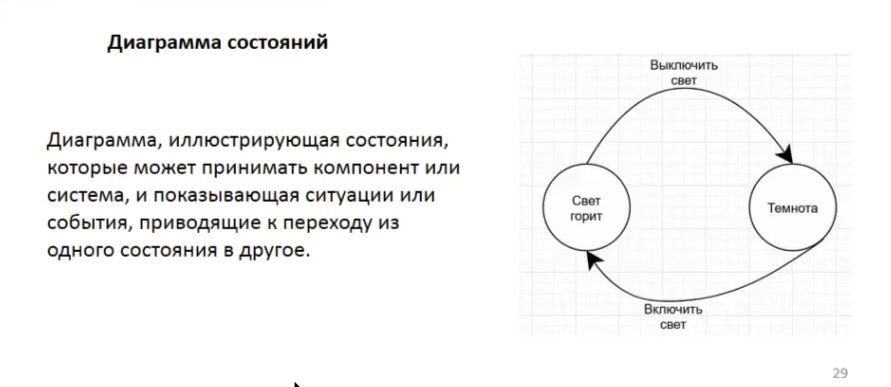 Диаграмма состояний
Диаграмма, иллюстрирующая состояния,
которые может принимать компонент или
система, и показывающая ситуации или
события, приводящие к переходу из
одного состояния в другое.
Выключить
свет
Свет
горит
Темнота
Включить
свет
29